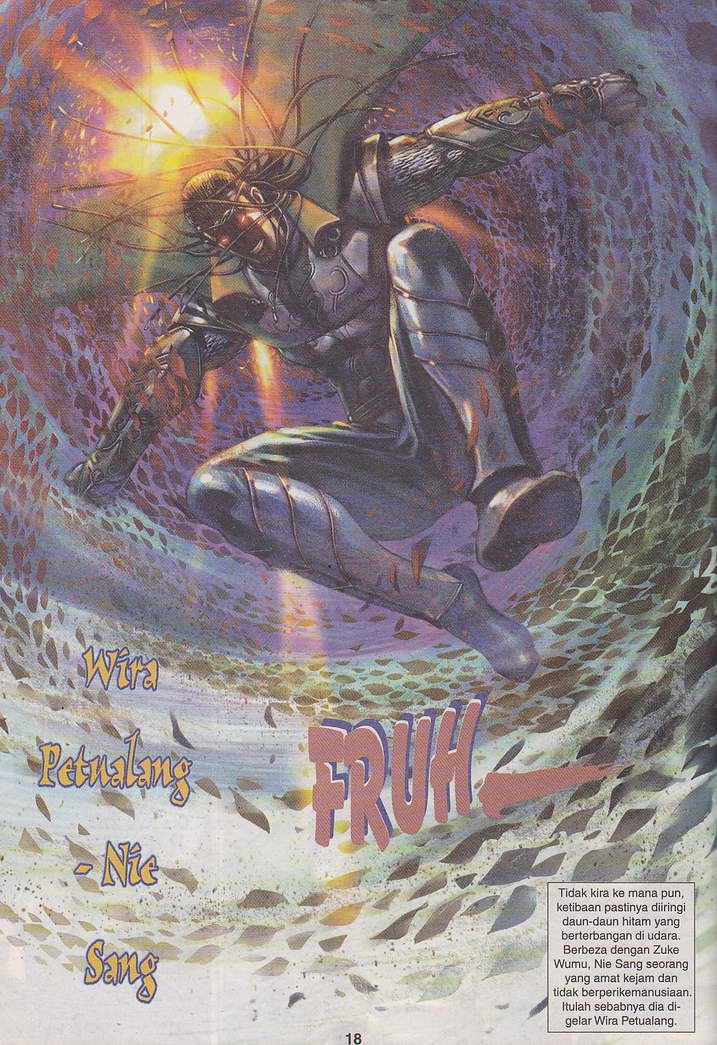 Wira
Petualang
- Nie
Sang
FRUH
Tidak kira ke mana pun,
ketibaan pastinya diiringi
daun-daun hitam yang
berterbangan di udara.
Berbeza dengan Zuke
Wumu, Nie Sang seorang
yang amat kejam dan
tidak berperikemanusiaan.
Itulah sebabnya dia di-
gelar Wira Petualang.
18